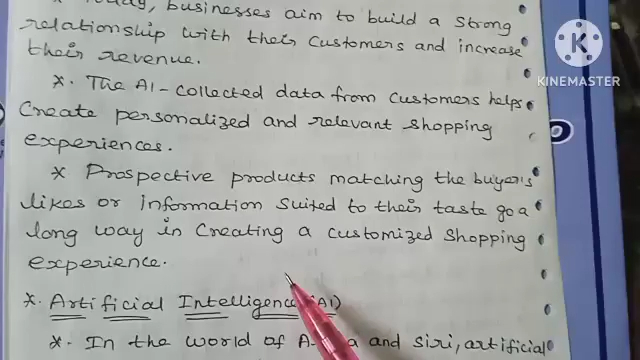 businesses aim to build a strong
relationship with their customers and increase
their revenue.
* The AI-collected data from customers helps
create personalized and relevant shopping
experiences.
* Prospective products matching the buyer's
likes or information suited to their taste go a
long way in creating a customized shopping
experience.
* Artificial Intelligence (AI)
* In the world of and siri, artificial
KINEMASTER